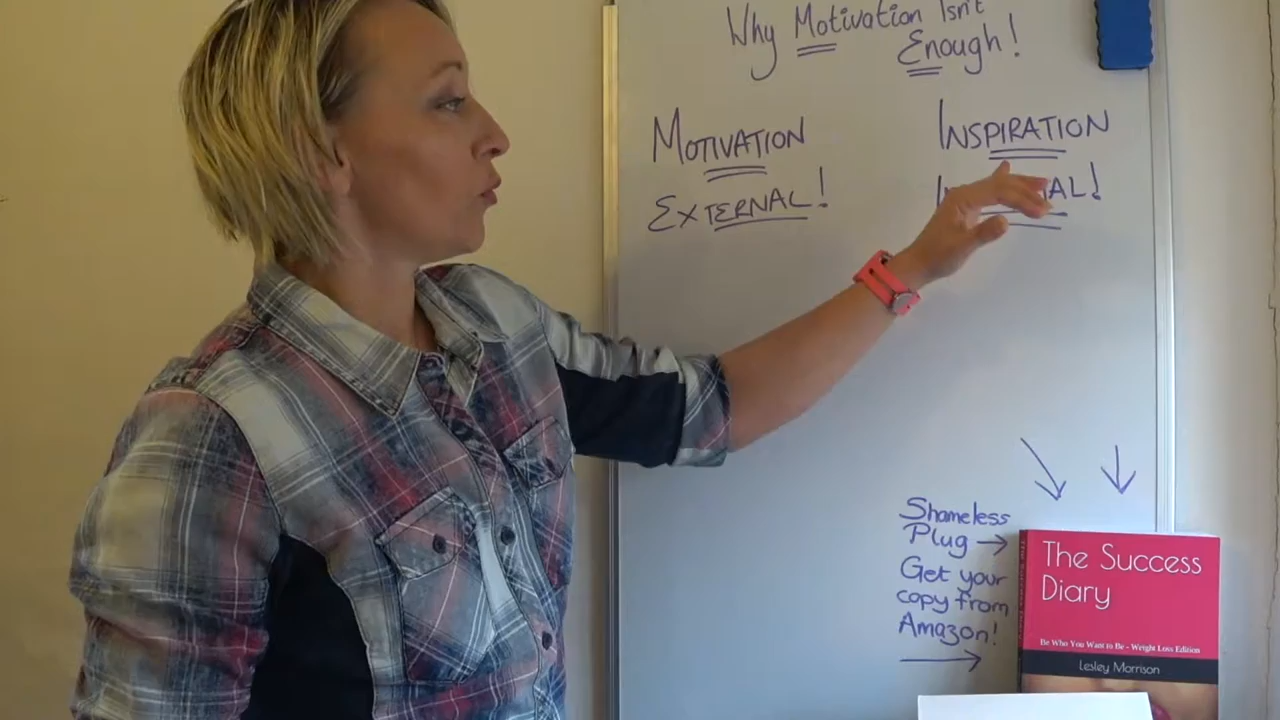 Why Motivation Isn't
Enough!
MOTIVATION
EXTERNAL!
INSPIRATION
Shameless
Plug →
Get your
copy from
Amazon!
The Success
Diary
Be Who You Want to Be - Weight Loss Edition
Lesley Morrison